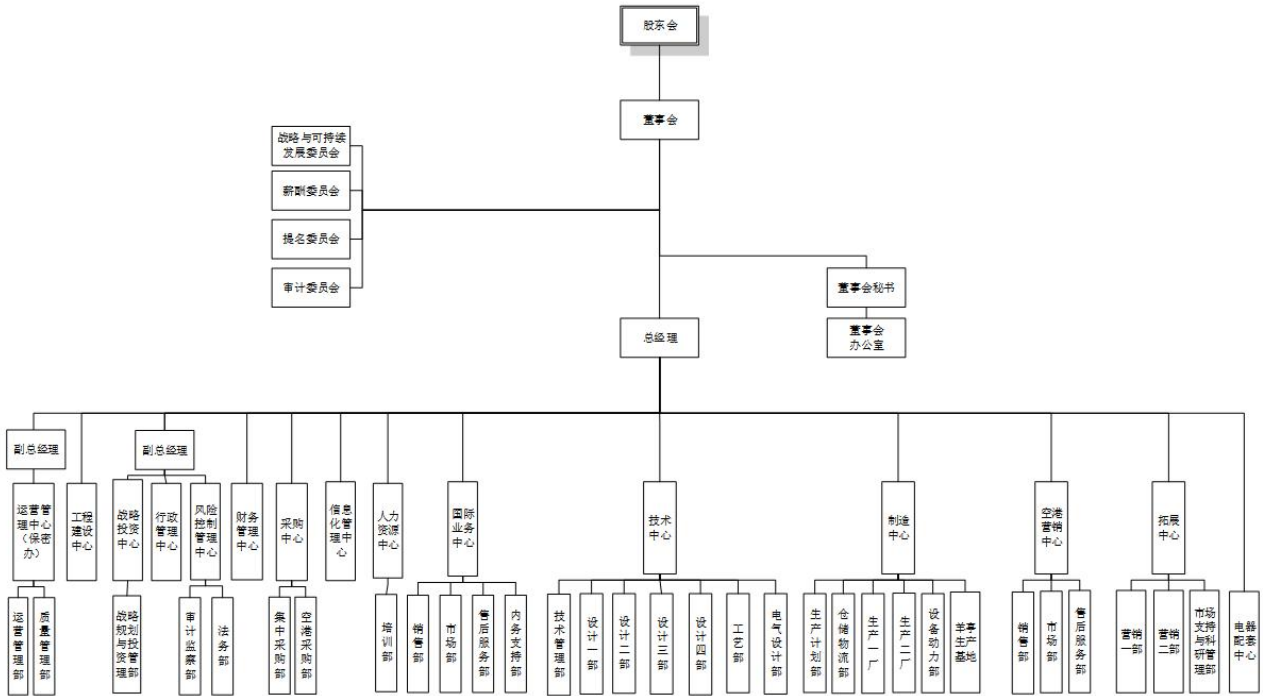 股东会
董事会
战略与可持续
发展委员会
薪酬委员会
提名委员会
审计委员会
董事会秘书
董事会
办公室
总经理
副总经理
副总经理
运营管
理中心
（保密
办）
工程
建设
中心
战略
投资
中心
行政
管理
中心
风险
控制
管理
中心
财务
管理
中心
采购
中心
信息
化管
理中
心
人力
资源
中心
国际
业务
中心
技术
中心
制造
中心
空港
营销
中心
拓展
中心
运营管理部
质量管理部
战略
规划
与投
资管
理部
审计监察部
法务部
集中采购部
空港采购部
培训部
销售部
市场部
售后服务部
内务支持部
技术管理部
设计一部
设计二部
设计三部
设计四部
工艺部
电气设计部
生产计划部
仓储物流部
生产一厂
生产二厂
设备动力部
羊亭
生产
基地
销售部
市场部
售后服务部
营销
一部
营销
二部
市场
支持
与科
研管
理部
电器
配套
中心